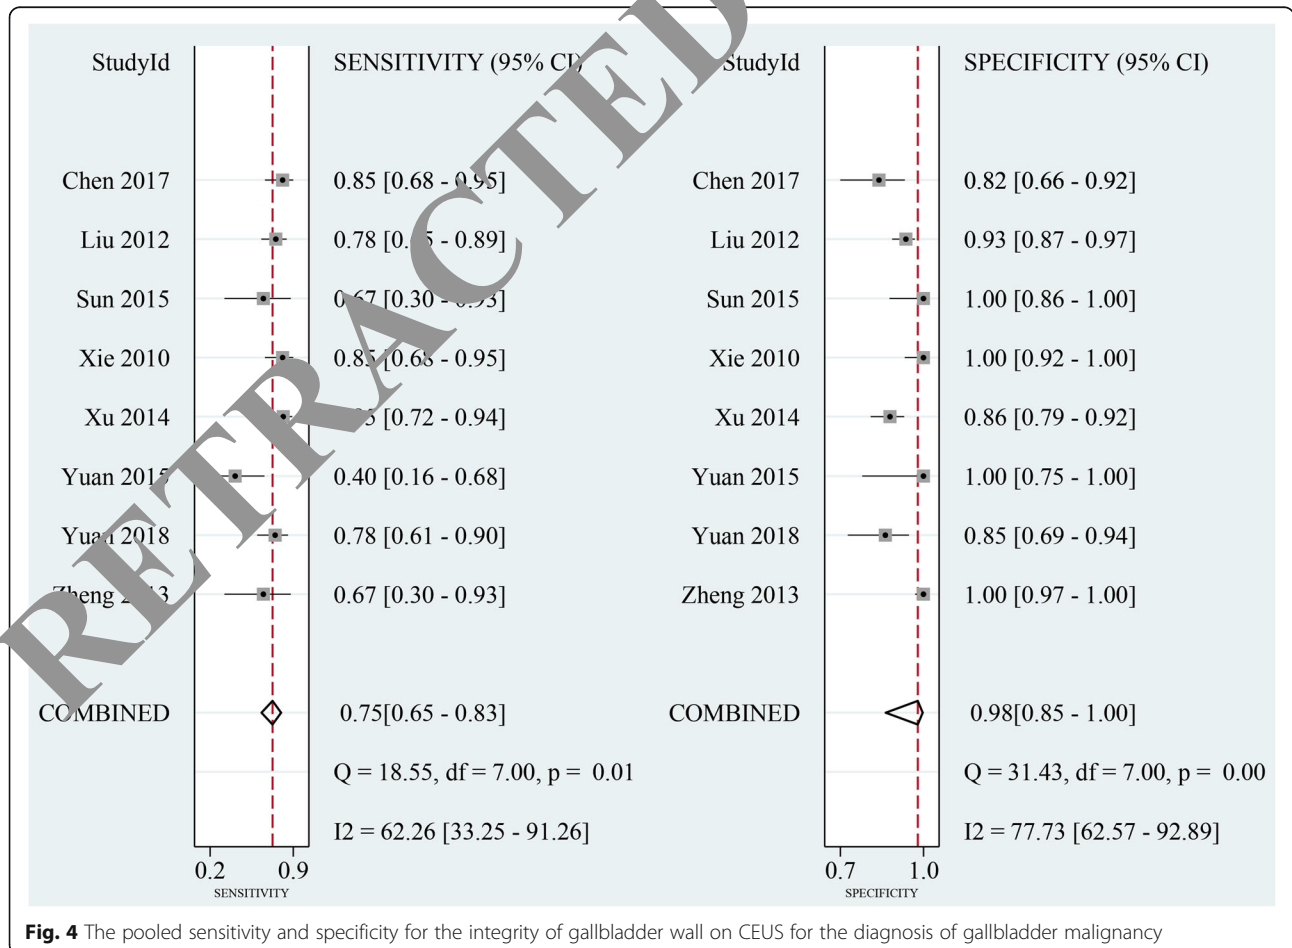 RETRACTED
StudyId SENSITIVITY (95% CI)
Chen 2017 0.85 [0.68 - 0.95]
Liu 2012 0.78 - 0.89]
Sun 2015 0.67 [0.30 - 0.93]
Xie 2010 0.85 [0.68 - 0.95]
Xu 2014 [0.72 - 0.94]
Yuan 2015 0.40 [0.16 - 0.68]
Yuan 2018 0.78 [0.61 - 0.90]
Zheng 2013 0.67 [0.30 - 0.93]
COMBINED 0.75[0.65 - 0.83]
Q = 18.55, df = 7.00, p = 0.01
I2 = 62.26 [33.25 - 91.26]
0.2 0.9
SENSITIVITY
StudyId SPECIFICITY (95% CI)
Chen 2017 0.82 [0.66 - 0.92]
Liu 2012 0.93 [0.87 - 0.97]
Sun 2015 1.00 [0.86 - 1.00]
Xie 2010 1.00 [0.92 - 1.00]
Xu 2014 0.86 [0.79 - 0.92]
Yuan 2015 1.00 [0.75 - 1.00]
Yuan 2018 0.85 [0.69 - 0.94]
Zheng 2013 1.00 [0.97 - 1.00]
COMBINED 0.98[0.85 - 1.00]
Q = 31.43, df = 7.00, p = 0.00
I2 = 77.73 [62.57 - 92.89]
0.7 1.0
SPECIFICITY
Fig. 4 The pooled sensitivity and specificity for the integrity of gallbladder wall on CEUS for the diagnosis of gallbladder malignancy